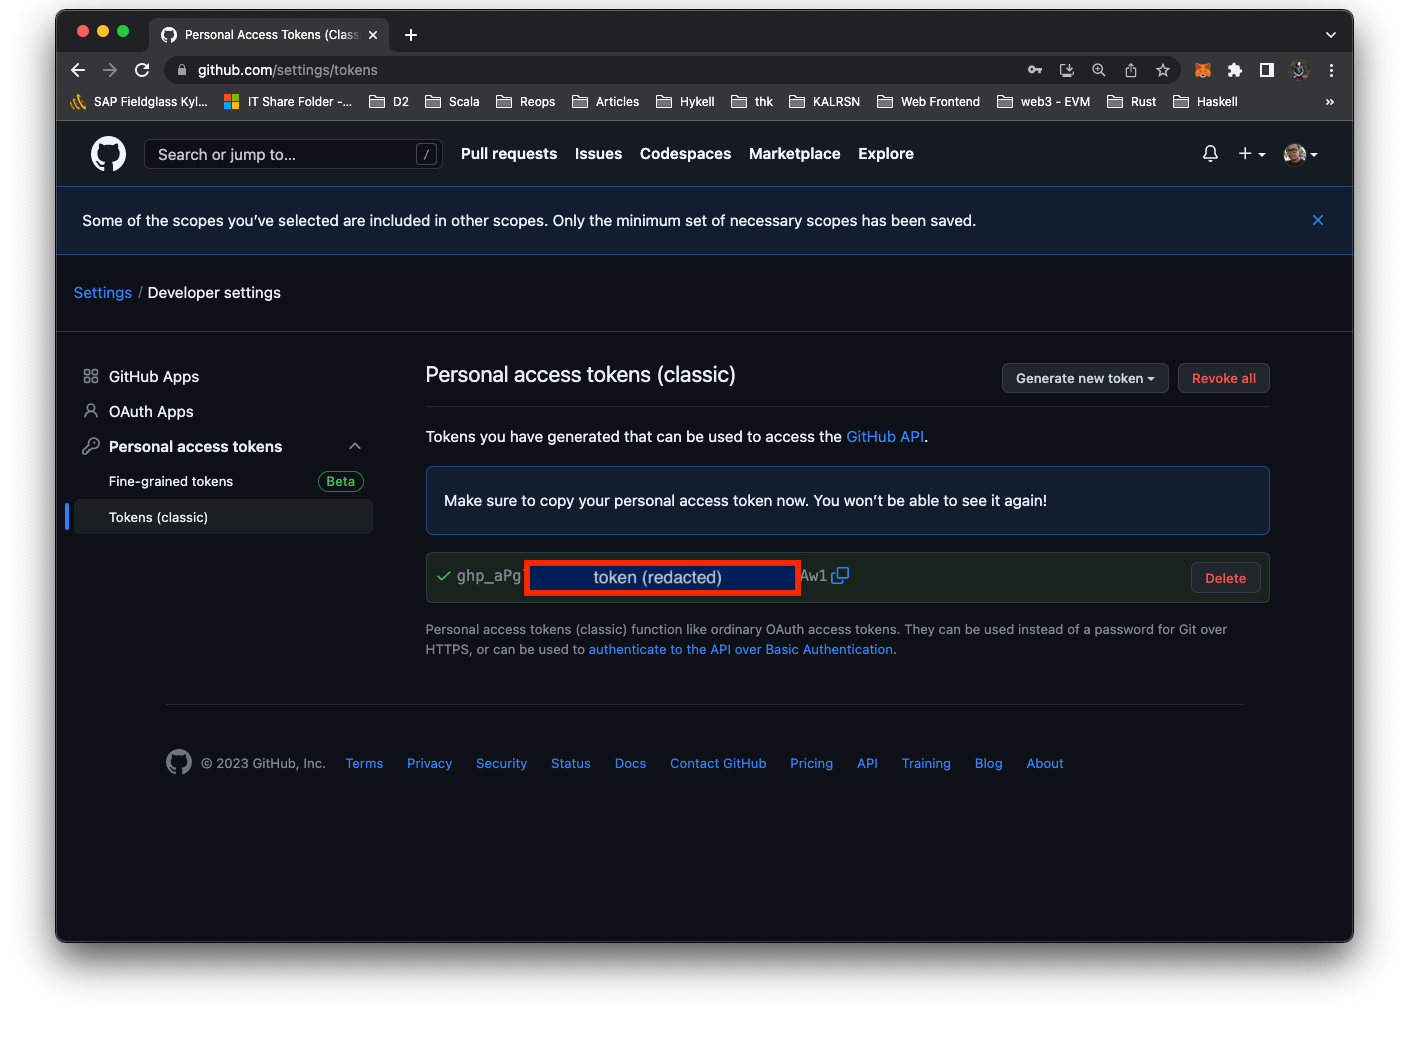 Personal Access Tokens (Clas
github.com/settings/tokens
SAP Fieldglass Kyl... IT Share Folder -... D2 Scala Reops Articles Hykell thk KALRSN Web Frontend web3 - EVM Rust Haskell »
Search or jump to... / Pull requests Issues Codespaces Marketplace Explore
Some of the scopes you’ve selected are included in other scopes. Only the minimum set of necessary scopes has been saved.
Settings / Developer settings
GitHub Apps
OAuth Apps
Personal access tokens
Fine-grained tokens Beta
Tokens (classic)
Personal access tokens (classic) Generate new token Revoke all
Tokens you have generated that can be used to access the GitHub API.
Make sure to copy your personal access token now. You won’t be able to see it again!
ghp_aPg token (redacted) Aw1 Delete
Personal access tokens (classic) function like ordinary OAuth access tokens. They can be used instead of a password for Git over
HTTPS, or can be used to authenticate to the API over Basic Authentication.
© 2023 GitHub, Inc. Terms Privacy Security Status Docs Contact GitHub Pricing API Training Blog About